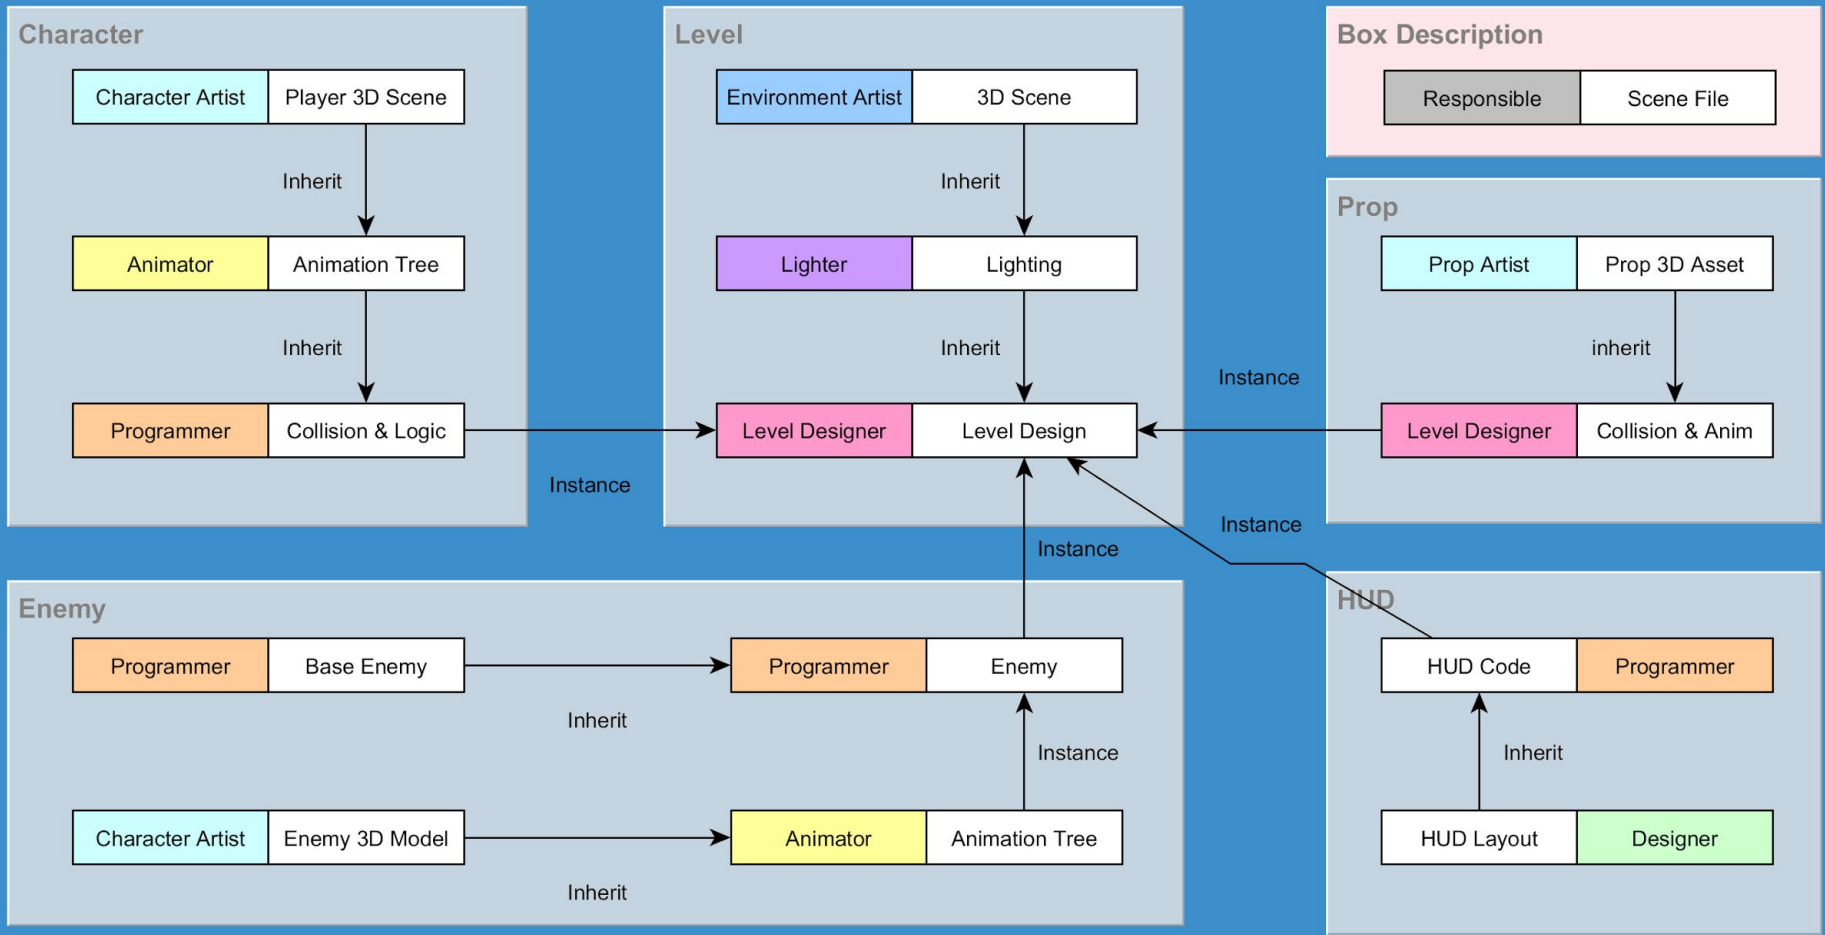 Character
Character Artist
Player 3D Scene
Inherit
Animator
Animation Tree
Inherit
Programmer
Collision & Logic
Instance
Level
Environment Artist
3D Scene
Inherit
Lighter
Lighting
Inherit
Level Designer
Level Design
Box Description
Responsible
Scene File
Prop
Prop Artist
Prop 3D Asset
inherit
Instance
Level Designer
Collision & Anim
Instance
Instance
Enemy
Programmer
Base Enemy
Inherit
Programmer
Enemy
Instance
Character Artist
Enemy 3D Model
Inherit
Animator
Animation Tree
HUD
HUD Code
Programmer
Inherit
HUD Layout
Designer